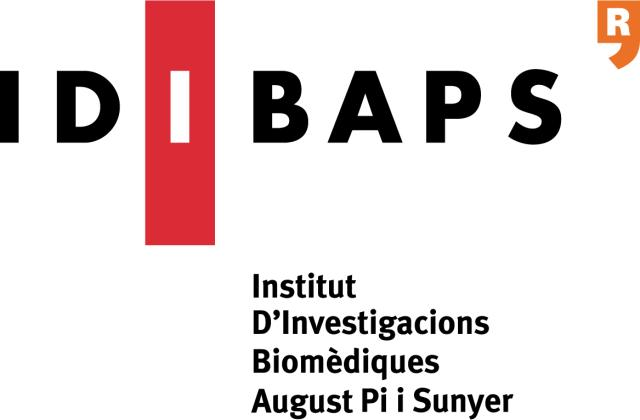 IDIBAPS
R
Institut
D’Investigacions
Biomèdiques
August Pi i Sunyer